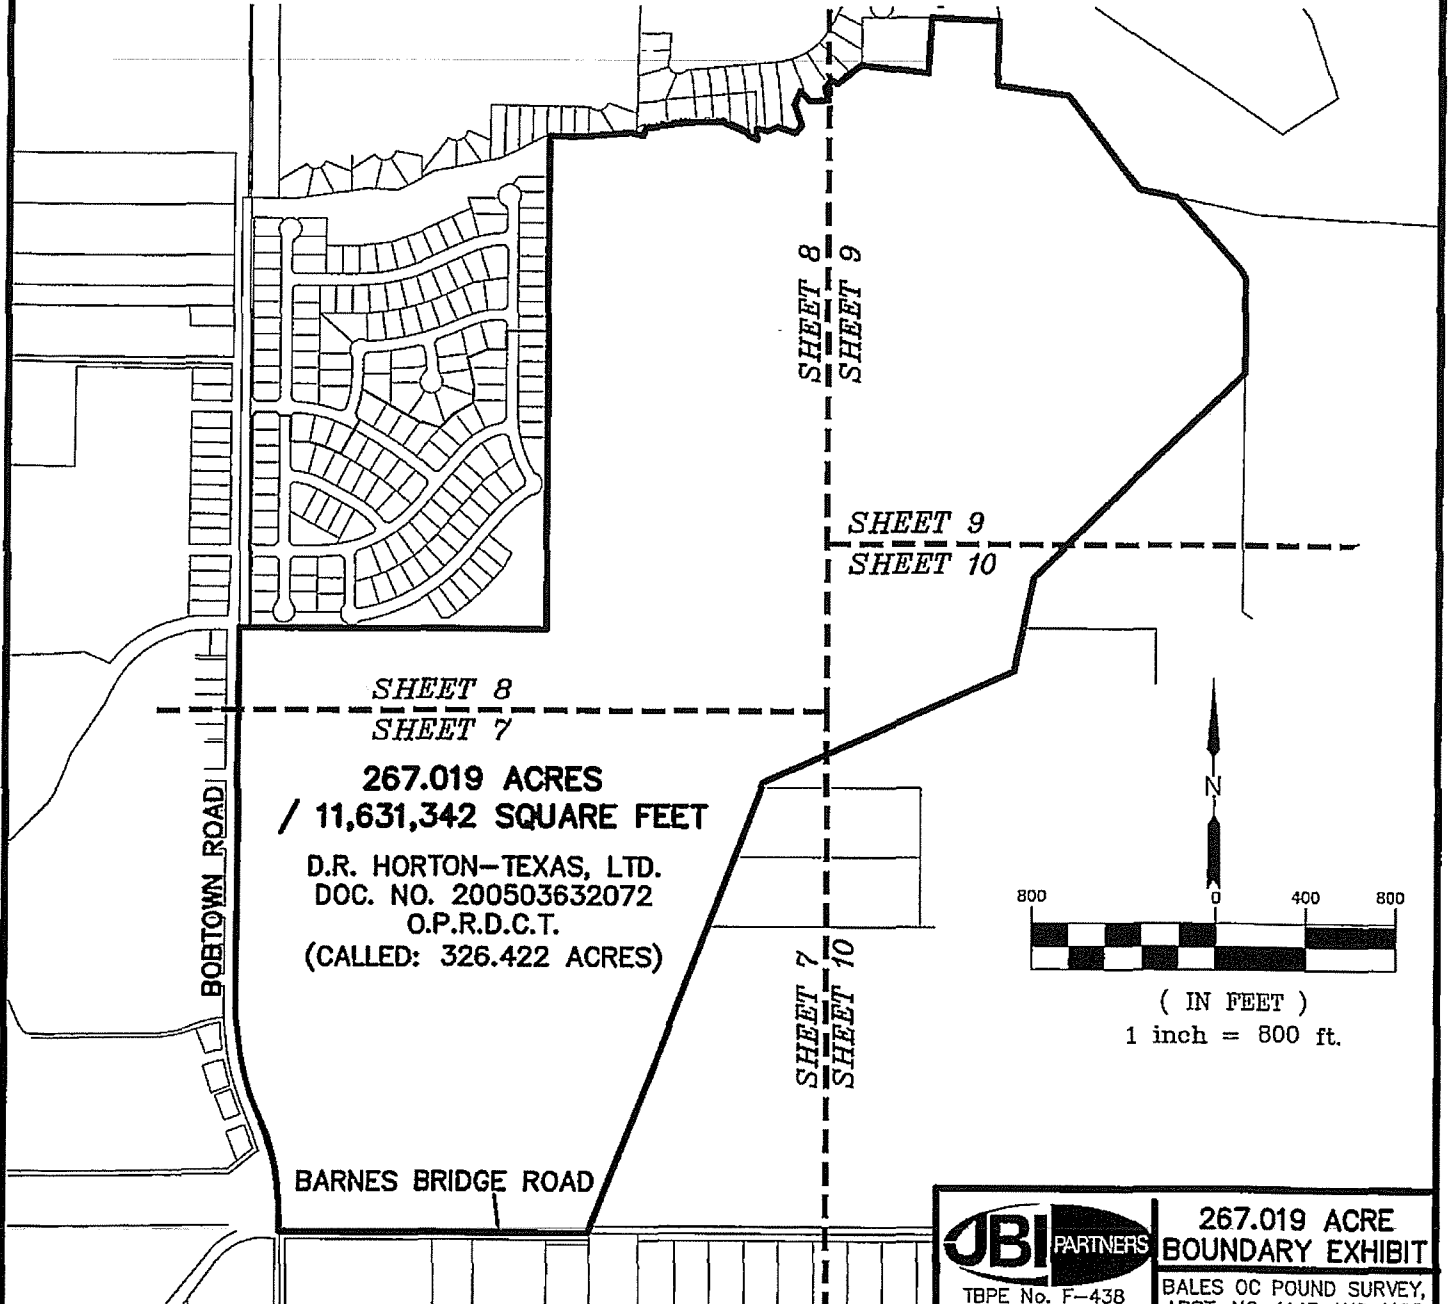 SHEET 8
SHEET 9
SHEET 9
SHEET 10
SHEET 8
SHEET 7
267.019 ACRES
/ 11,631,342 SQUARE FEET
D.R. HORTON-TEXAS, LTD.
DOC. NO. 200503632072
O.P.R.D.C.T.
(CALLED: 326.422 ACRES)
BOBTOWN ROAD
N
800 0 400 800
( IN FEET )
1 inch = 800 ft.
SHEET 7
SHEET 10
BARNES BRIDGE ROAD
JBI PARTNERS
TBPE No. F-438
267.019 ACRE
BOUNDARY EXHIBIT
BALES OC POUND SURVEY,